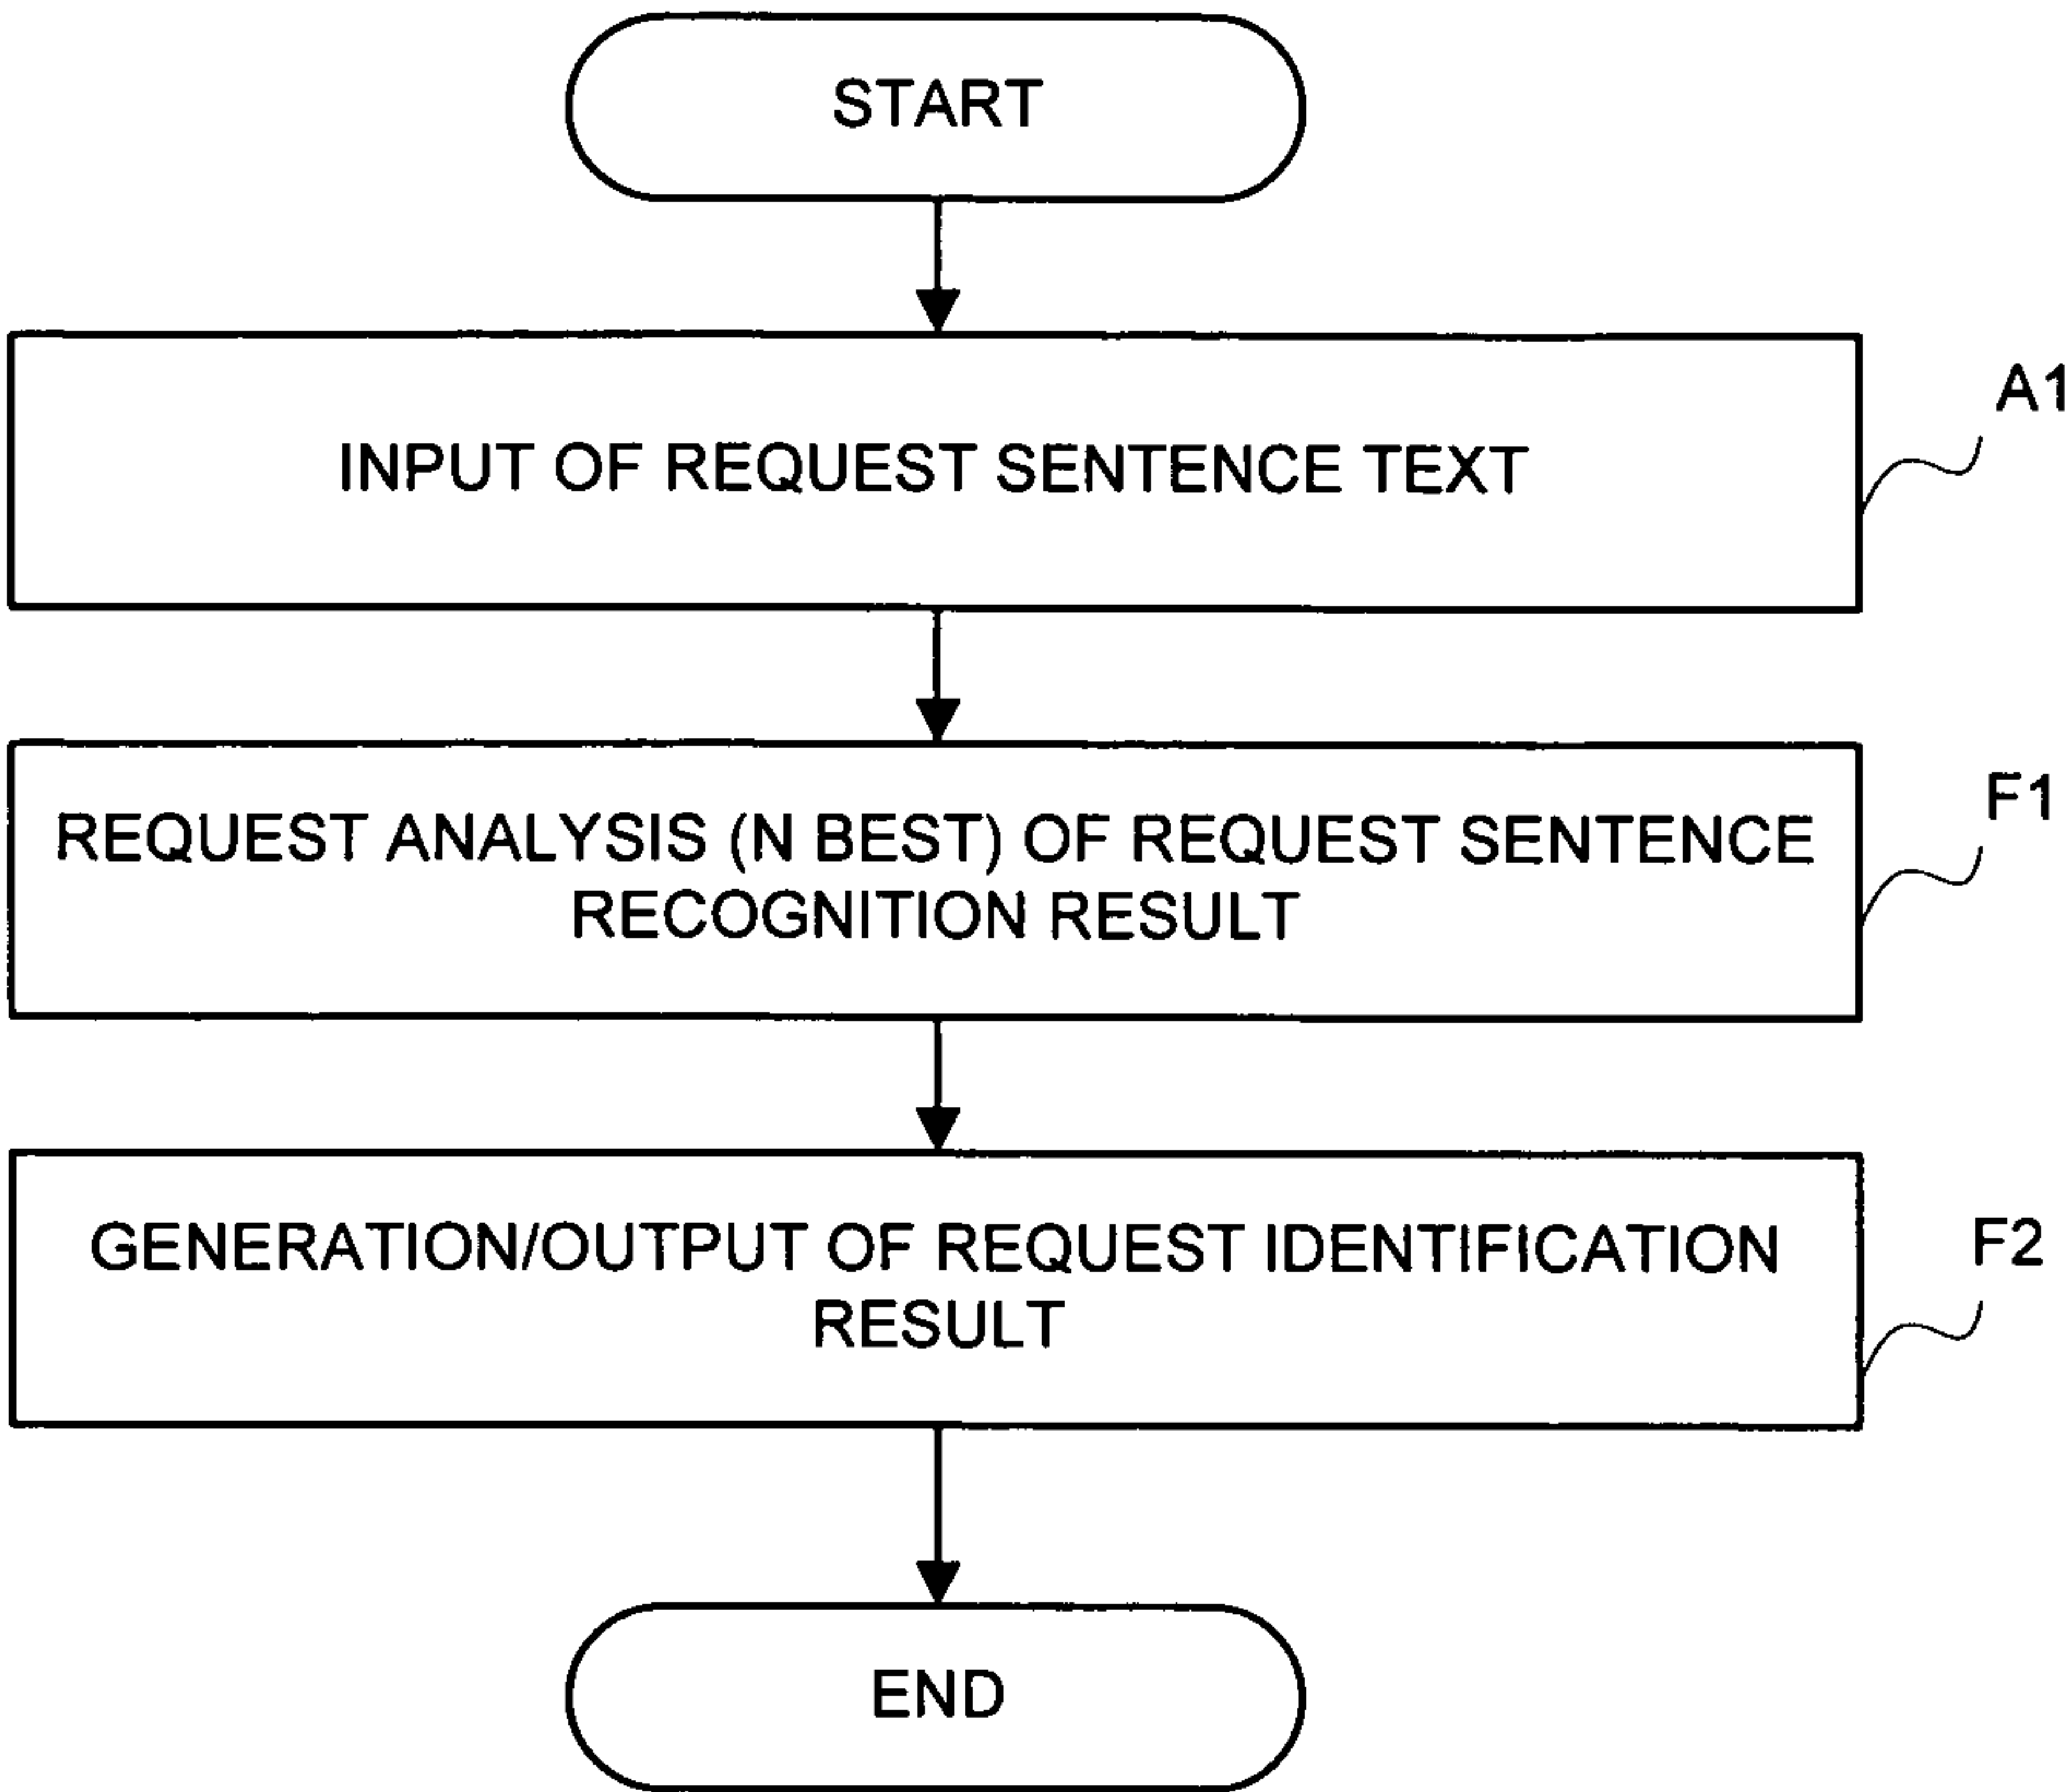 START
INPUT OF REQUEST SENTENCE TEXT
A1
REQUEST ANALYSIS (N BEST) OF REQUEST SENTENCE
RECOGNITION RESULT
F1
GENERATION/OUTPUT OF REQUEST IDENTIFICATION
RESULT
F2
END